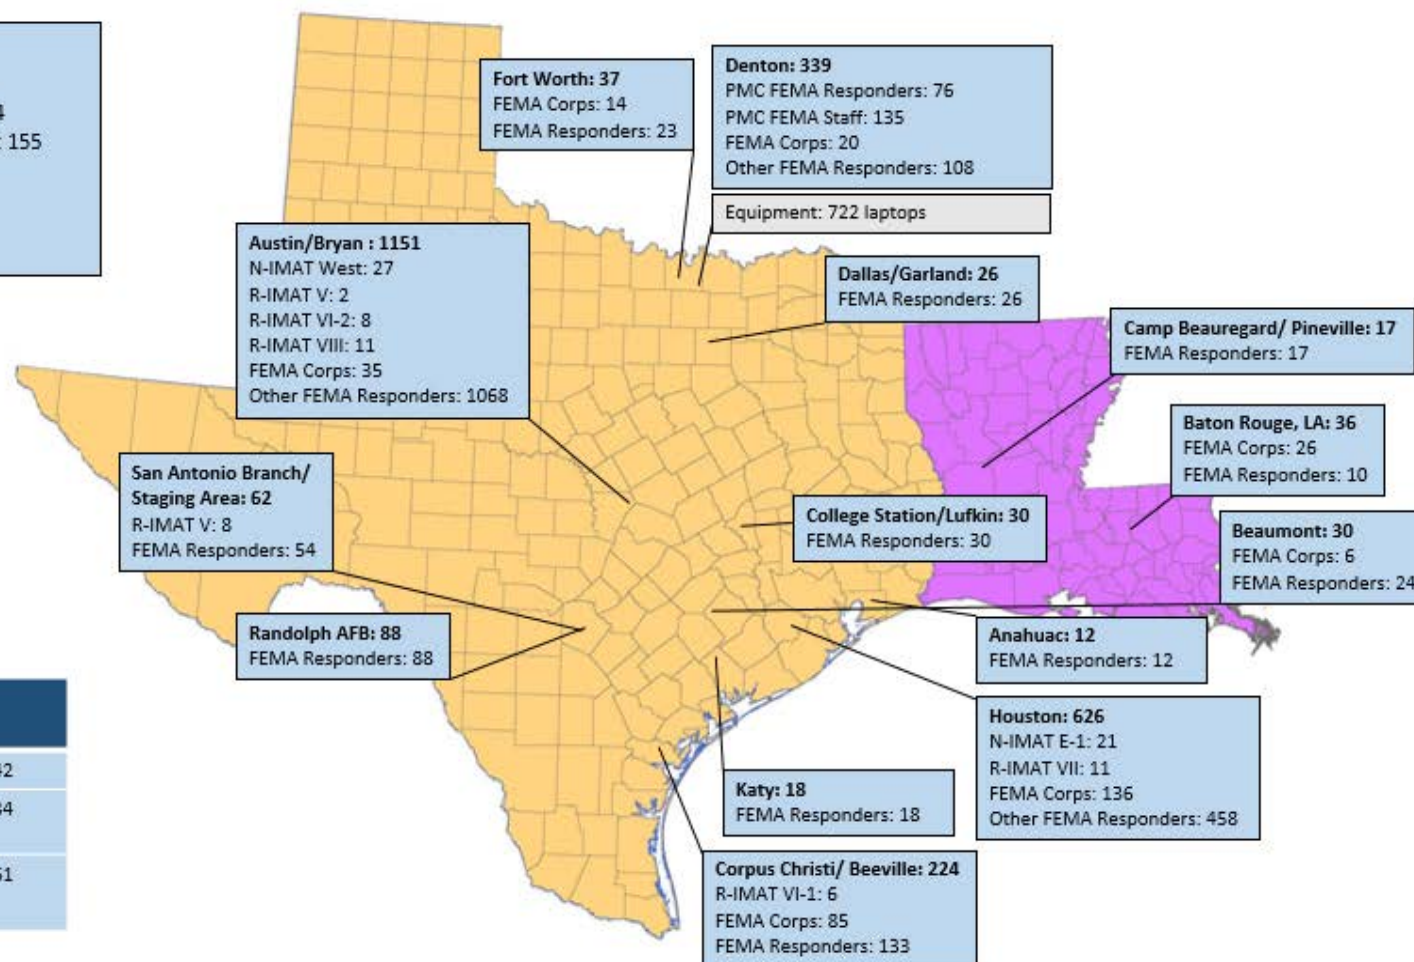 4
: 155
Fort Worth: 37
FEMA Corps: 14
FEMA Responders: 23
Denton: 339
PMC FEMA Responders: 76
PMC FEMA Staff: 135
FEMA Corps: 20
Other FEMA Responders: 108
Equipment: 722 laptops
Austin/Bryan : 1151
N-IMAT West: 27
R-IMAT V: 2
R-IMAT VI-2: 8
R-IMAT VIII: 11
FEMA Corps: 35
Other FEMA Responders: 1068
Dallas/Garland: 26
FEMA Responders: 26
Camp Beauregard/ Pineville: 17
FEMA Responders: 17
Baton Rouge, LA: 36
FEMA Corps: 26
FEMA Responders: 10
San Antonio Branch/
Staging Area: 62
R-IMAT V: 8
FEMA Responders: 54
College Station/Lufkin: 30
FEMA Responders: 30
Beaumont: 30
FEMA Corps: 6
FEMA Responders: 24
Randolph AFB: 88
FEMA Responders: 88
Anahuac: 12
FEMA Responders: 12
Houston: 626
N-IMAT E-1: 21
R-IMAT VII: 11
FEMA Corps: 136
Other FEMA Responders: 458
Katy: 18
FEMA Responders: 18
Corpus Christi/ Beeville: 224
R-IMAT VI-1: 6
FEMA Corps: 85
FEMA Responders: 133